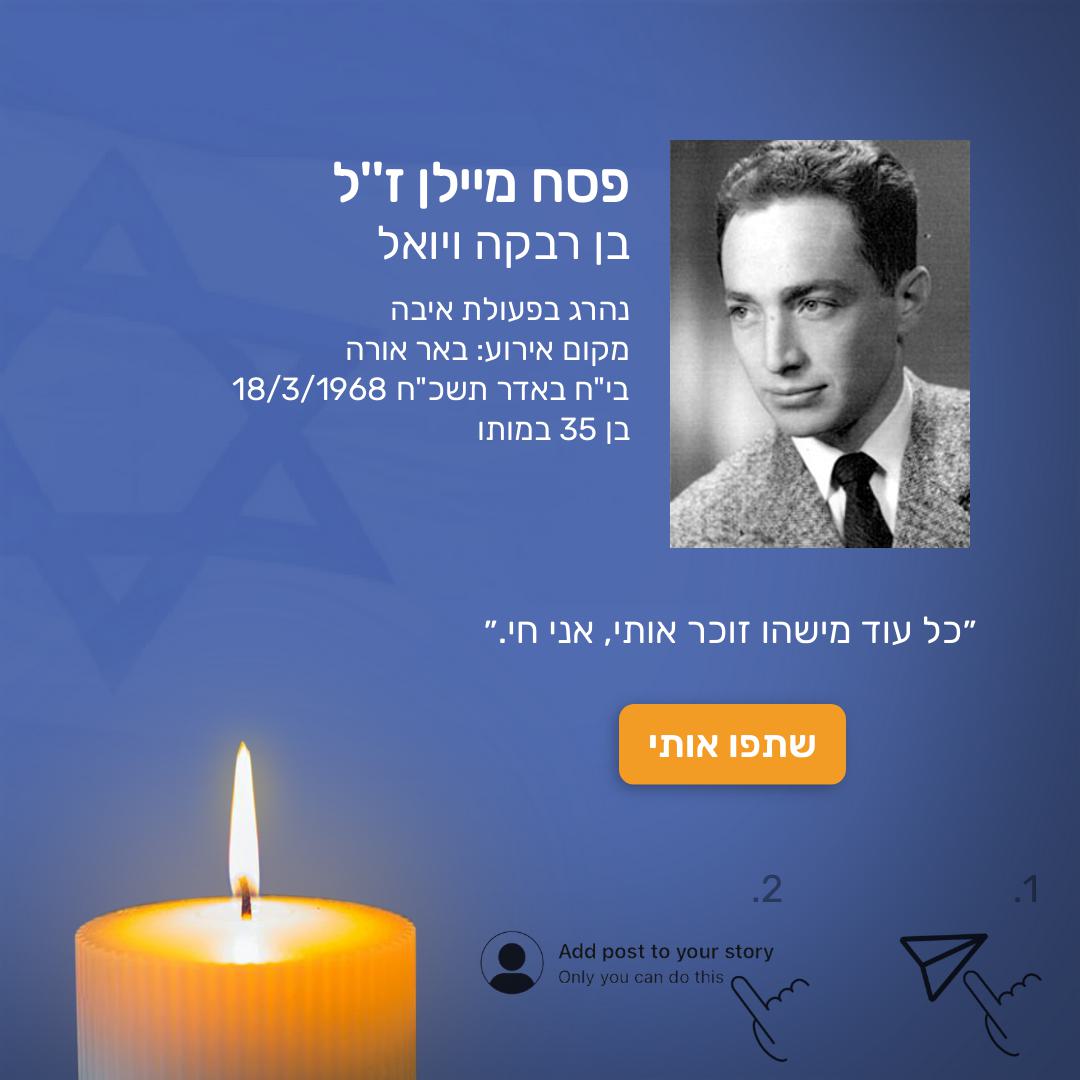 פסח מיילן ז"ל
בן רבקה ויואל
נהרג בפעולת איבה
מקום אירוע: באר אורה
בי"ח באדר תשכ"ח 18/3/1968
בן 35 במותו
״כל עוד מישהו זוכר אותי, אני חי.״
שתפו אותי
1.
2.
Add post to your story
Only you can do this